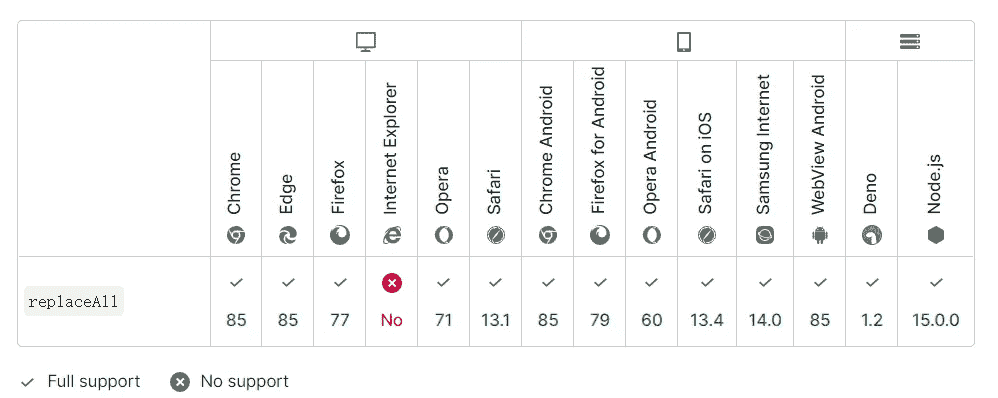 Chrome
Edge
Firefox
Internet Explorer
Opera
Safari
Chrome Android
Firefox for Android
Opera Android
Safari on iOS
Samsung Internet
WebView Android
Deno
Node.js
replaceAll
85 85 77 No 71 13.1 85 79 60 13.4 14.0 85 1.2 15.0.0
Full support No support